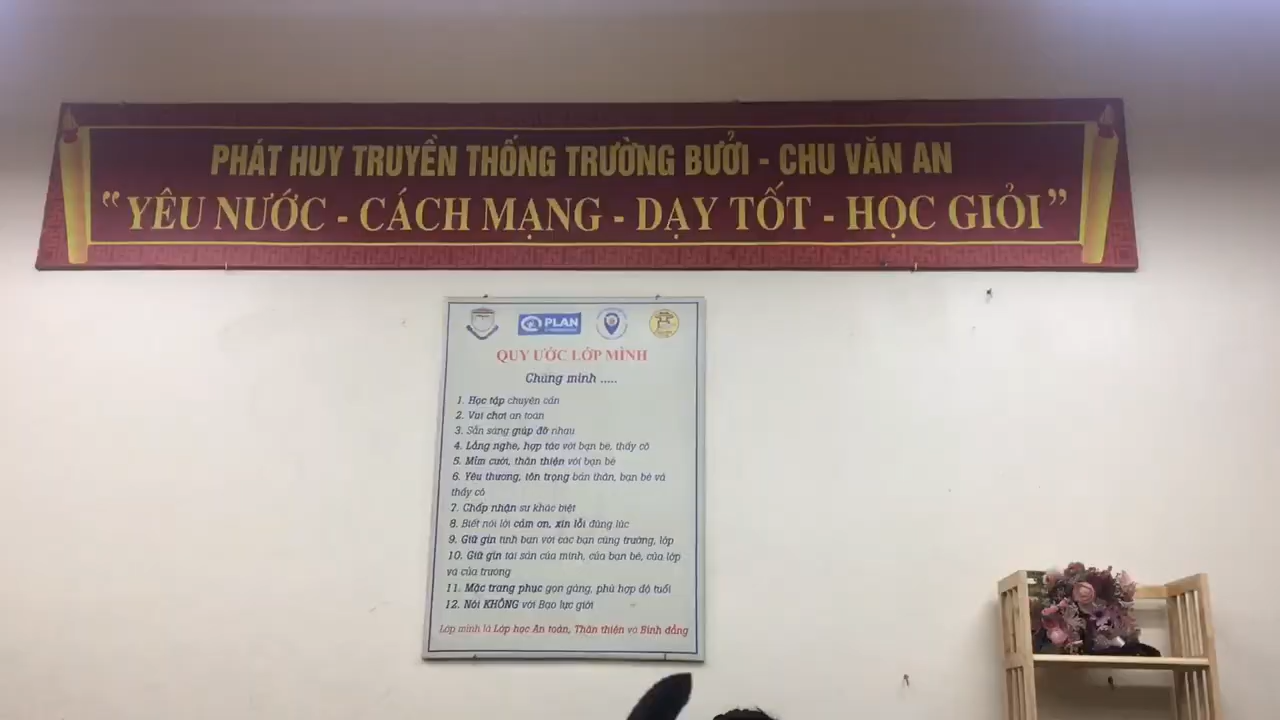 PHÁT HUY TRUYỀN THỐNG TRƯỜNG BƯỞI - CHU VĂN AN
“YÊU NƯỚC - CÁCH MẠNG - DẠY TỐT - HỌC GIỎI”
PLAN
QUY ƯỚC LỚP MÌNH
Chúng mình .....
1. Học tập chuyên cần
2. Vui chơi an toàn
3. Sẵn sàng giúp đỡ nhau
4. Lắng nghe, hợp tác với bạn bè, thầy cô
5. Mỉm cười, thân thiện với bạn bè
6. Yêu thương, tôn trọng bản thân, bạn bè và
thầy cô
7. Chấp nhận sự khác biệt
8. Biết nói lời cảm ơn, xin lỗi đúng lúc
9. Giữ gìn tình bạn với các bạn cùng trường, lớp
10. Giữ gìn tài sản của mình, của bạn bè, của lớp
và của trường
11. Mặc trang phục gọn gàng, phù hợp độ tuổi
12. Nói KHÔNG với Bạo lực giới
Lớp mình là Lớp học An toàn, Thân thiện và Bình đẳng